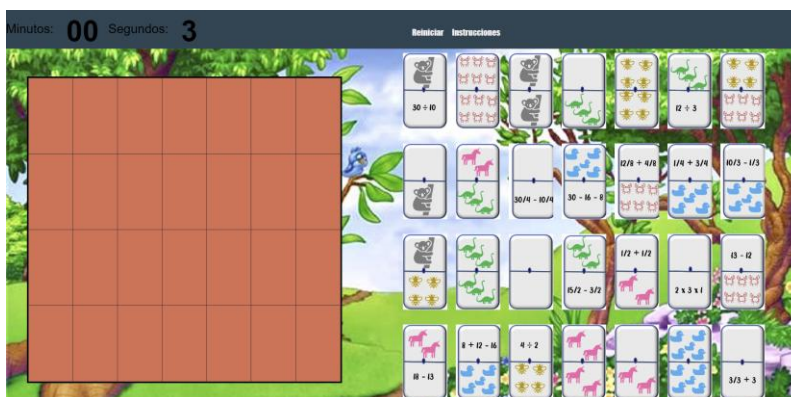 Minutos: 00 Segundos: 3
Reiniciar Instrucciones
30 ÷ 10
12 ÷ 3
12/8 + 4/8
1/4 + 3/4
10/3 - 1/3
30/4 - 10/4
30 - 16 - 8
1/2 + 1/2
13 - 12
15/2 - 3/2
2 x 3 x 1
8 + 12 - 16
4 ÷ 2
18 - 13
3/3 + 3